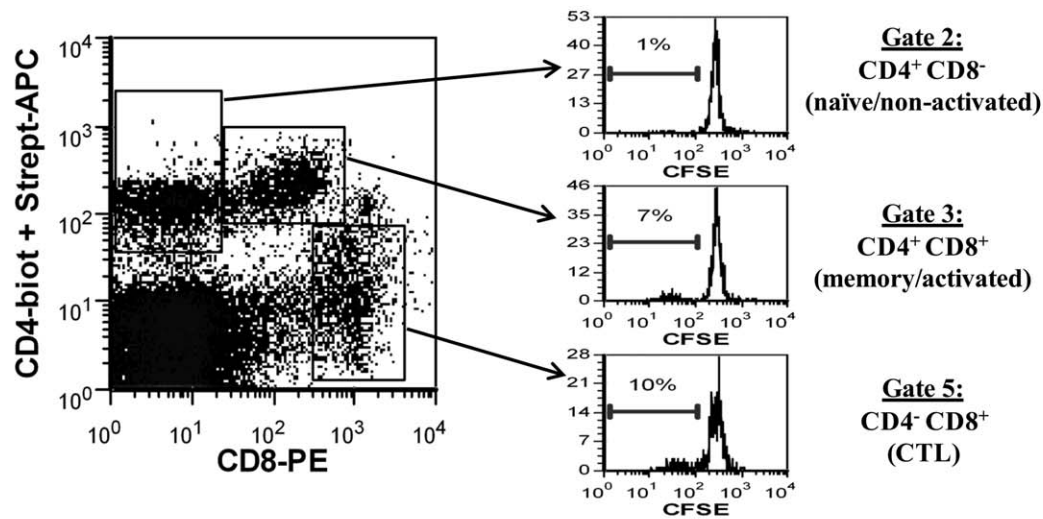 CD4-biot + Strept-APC
10⁴
10³
10²
10¹
10⁰
10⁰ 10¹ 10² 10³ 10⁴
CD8-PE
53
40
27
13
0
1%
10⁰ 10¹ 10² 10³ 10⁴
CFSE
Gate 2:
CD4⁺ CD8⁻
(naïve/non-activated)
46
35
23
12
0
7%
10⁰ 10¹ 10² 10³ 10⁴
CFSE
Gate 3:
CD4⁺ CD8⁺
(memory/activated)
28
21
14
7
0
10%
10⁰ 10¹ 10² 10³ 10⁴
CFSE
Gate 5:
CD4⁻ CD8⁺
(CTL)